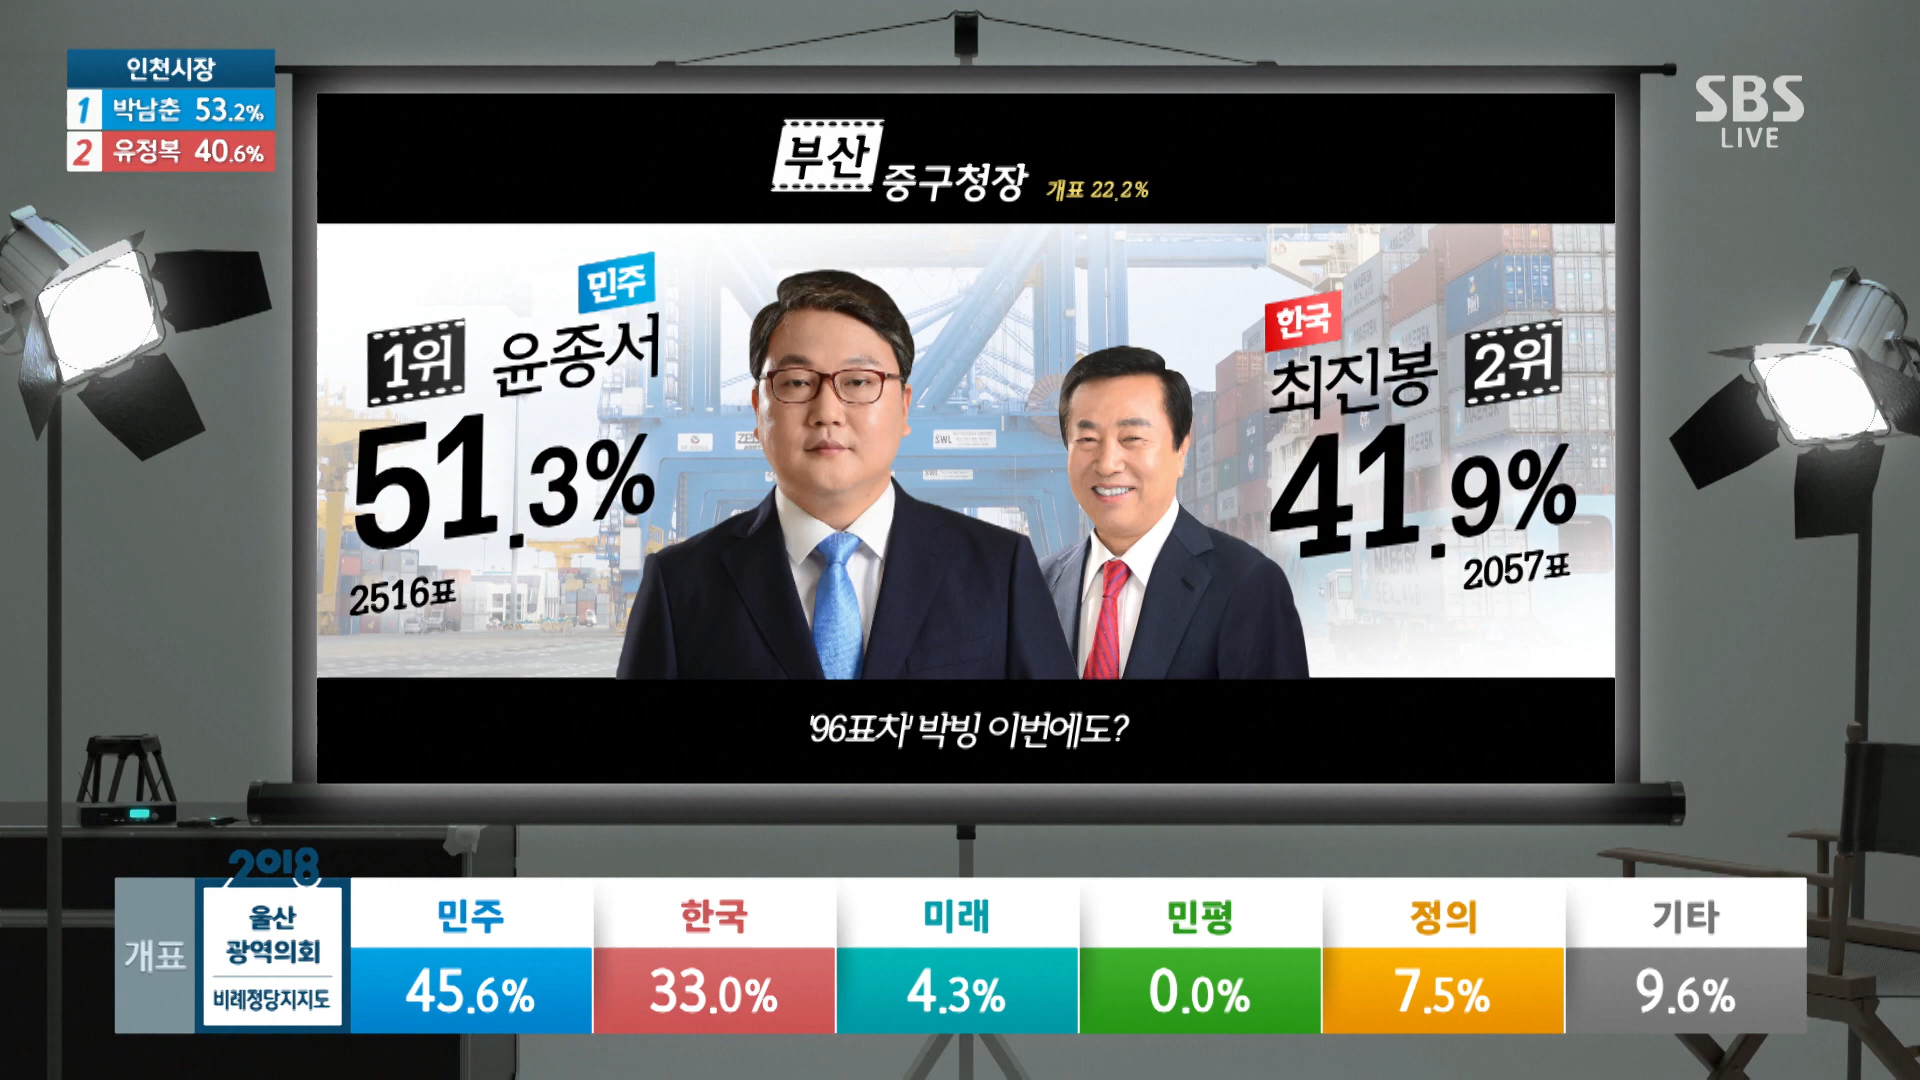 인천시장
1 박남춘 53.2%
2 유정복 40.6%
SBS
LIVE
부산 중구청장 개표 22.2%
민주
1위 윤종서
51.3%
2516표
한국
최진봉 2위
41.9%
2057표
'96표차' 박빙 이번에도?
개표
2018
울산
광역의회
비례정당지지도
민주 한국 미래 민평 정의 기타
45.6% 33.0% 4.3% 0.0% 7.5% 9.6%